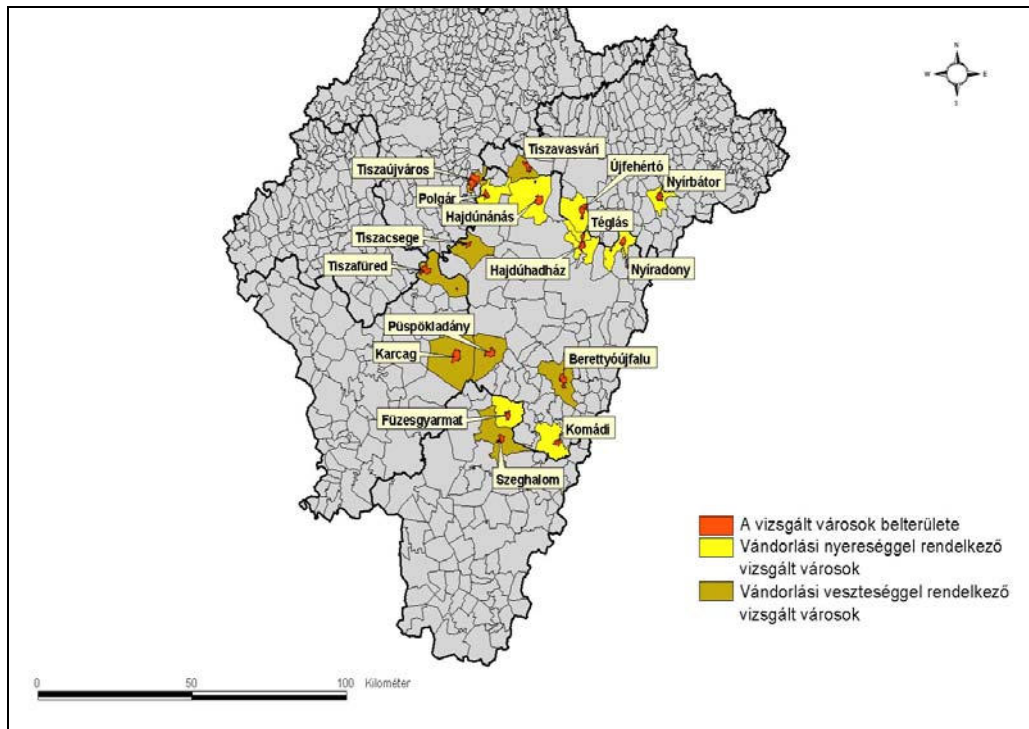 N
W
E
S
Tiszavasvári
Tiszaújváros
Újfehértó
Nyírbátor
Polgár
Hajdúnánás
Téglás
Tiszacsege
Tiszafüred
Hajdúhadház
Nyíradony
Püspökladány
Karcag
Berettyóújfalu
Füzesgyarmat
Komádi
Szeghalom
A vizsgált városok belterülete
Vándorlási nyereséggel rendelkező
vizsgált városok
Vándorlási veszteséggel rendelkező
vizsgált városok
0 50 100 Kilóméter